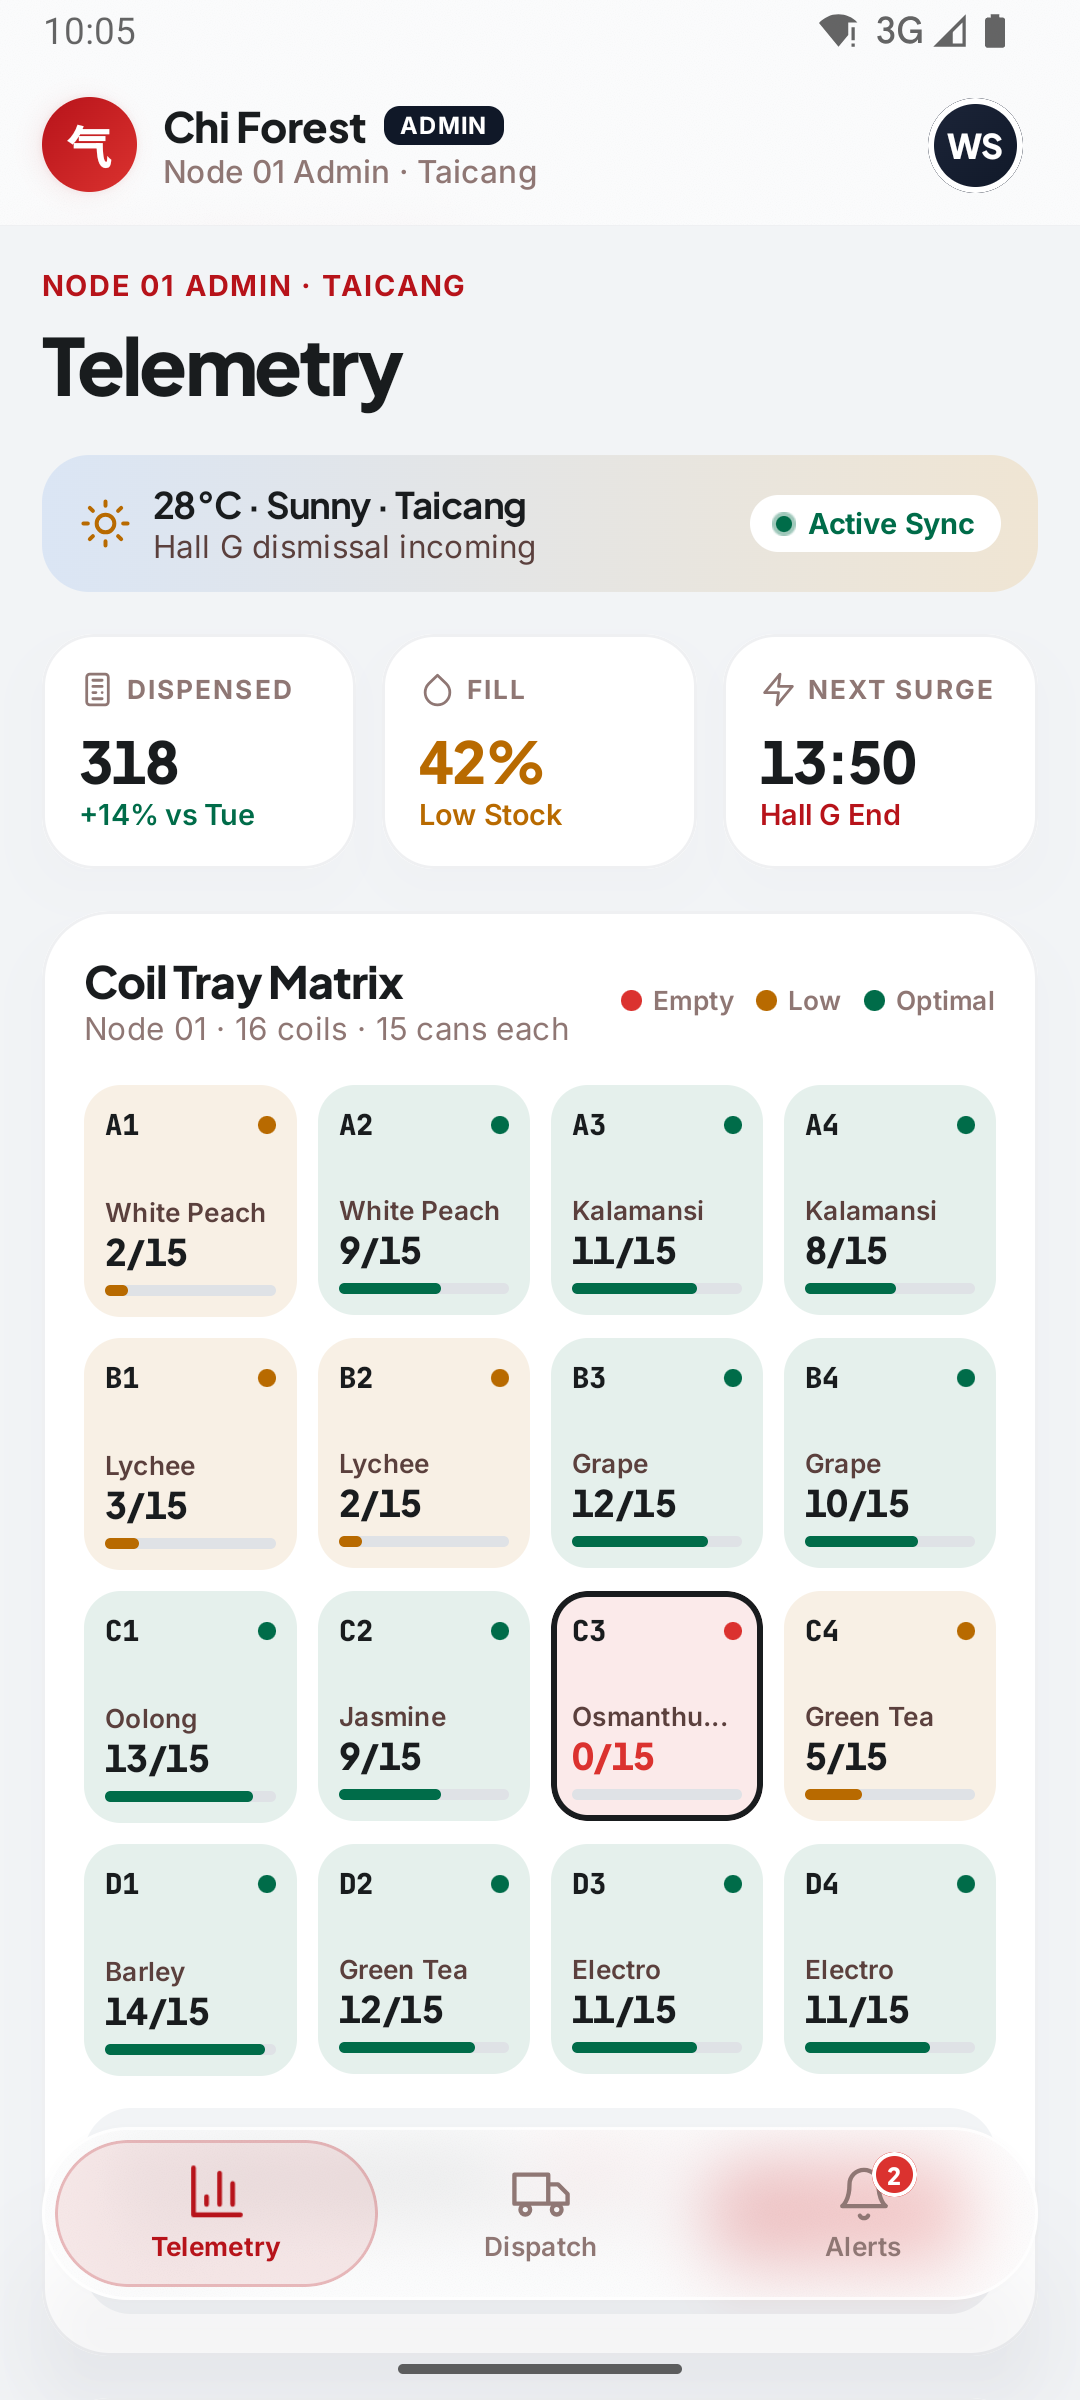 10:05
3G
气
Chi Forest ADMIN
Node 01 Admin · Taicang
WS
NODE 01 ADMIN · TAICANG
Telemetry
28°C · Sunny · Taicang
Hall G dismissal incoming
Active Sync
DISPENSED
318
+14% vs Tue
FILL
42%
Low Stock
NEXT SURGE
13:50
Hall G End
Coil Tray Matrix
Node 01 · 16 coils · 15 cans each
Empty Low Optimal
A1
White Peach
2/15
A2
White Peach
9/15
A3
Kalamansi
11/15
A4
Kalamansi
8/15
B1
Lychee
3/15
B2
Lychee
2/15
B3
Grape
12/15
B4
Grape
10/15
C1
Oolong
13/15
C2
Jasmine
9/15
C3
Osmanthu...
0/15
C4
Green Tea
5/15
D1
Barley
14/15
D2
Green Tea
12/15
D3
Electro
11/15
D4
Electro
11/15
Telemetry
Dispatch
2
Alerts